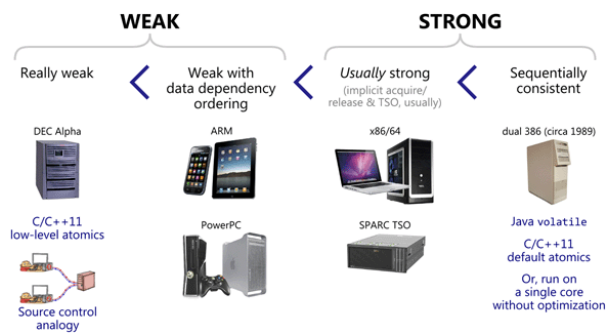 WEAK
STRONG
Really weak
Weak with
data dependency
ordering
Usually strong
(implicit acquire/
release & TSO, usually)
Sequentially
consistent
DEC Alpha
ARM
x86/64
dual 386 (circa 1989)
C/C++11
low-level atomics
PowerPC
SPARC TSO
Java volatile
C/C++11
default atomics
Or, run on
a single core
without optimization
Source control
analogy